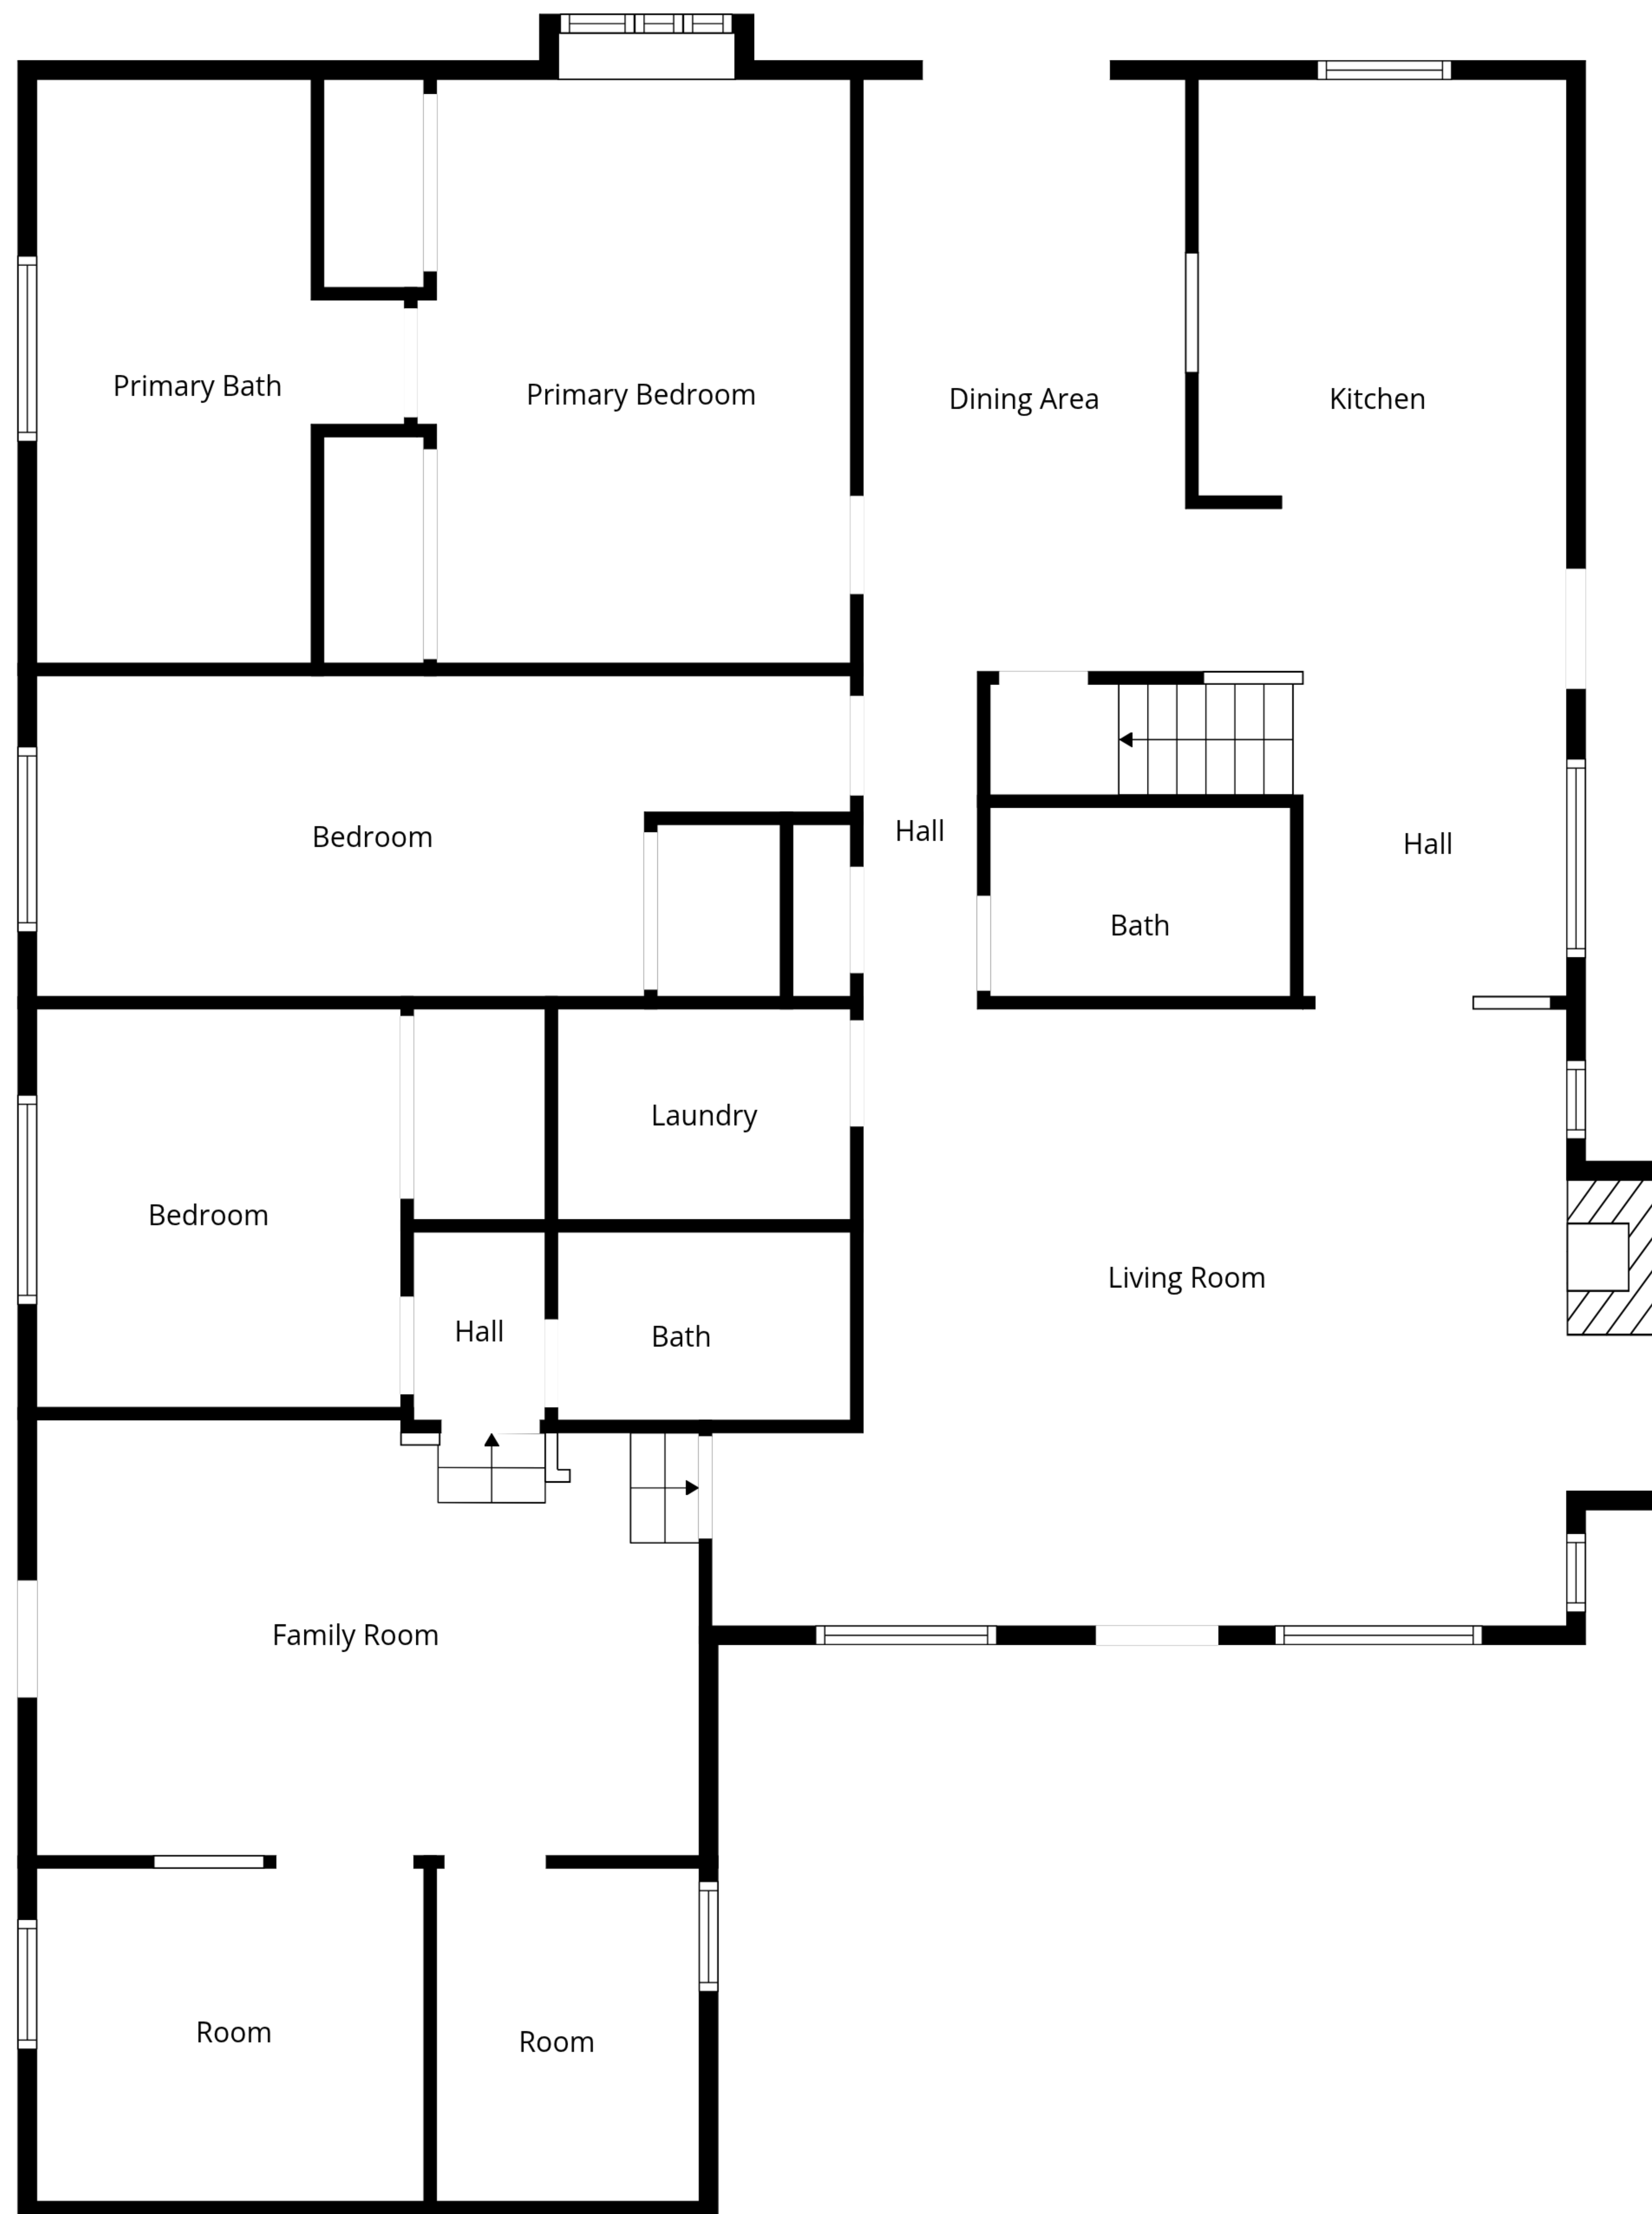 Primary Bath
Primary Bedroom
Dining Area
Kitchen
Bedroom
Hall
Hall
Bath
Laundry
Bedroom
Living Room
Hall
Bath
Family Room
Room
Room